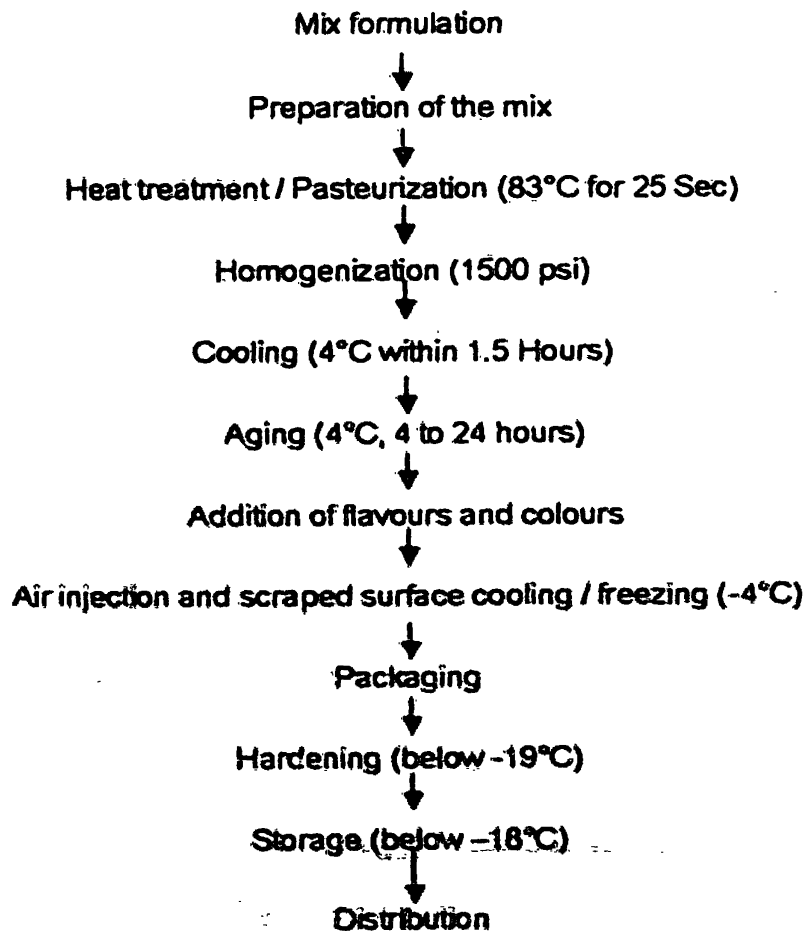 Mix formulation
Preparation of the mix
Heat treatment / Pasteurization (83°C for 25 Sec)
Homogenization (1500 psi)
Cooling (4°C within 1.5 Hours)
Aging (4°C, 4 to 24 hours)
Addition of flavours and colours
Air injection and scraped surface cooling / freezing (-4°C)
Packaging
Hardening (below -19°C)
Storage (below –18°C)
Distribution